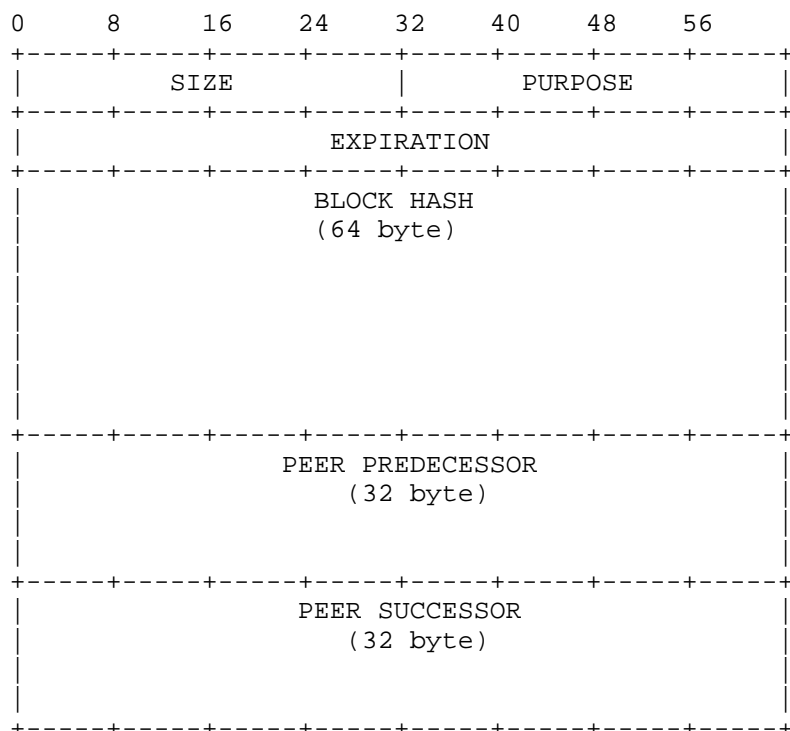 0 8 16 24 32 40 48 56
SIZE PURPOSE
EXPIRATION
BLOCK HASH
(64 byte)
PEER PREDECESSOR
(32 byte)
PEER SUCCESSOR
(32 byte)